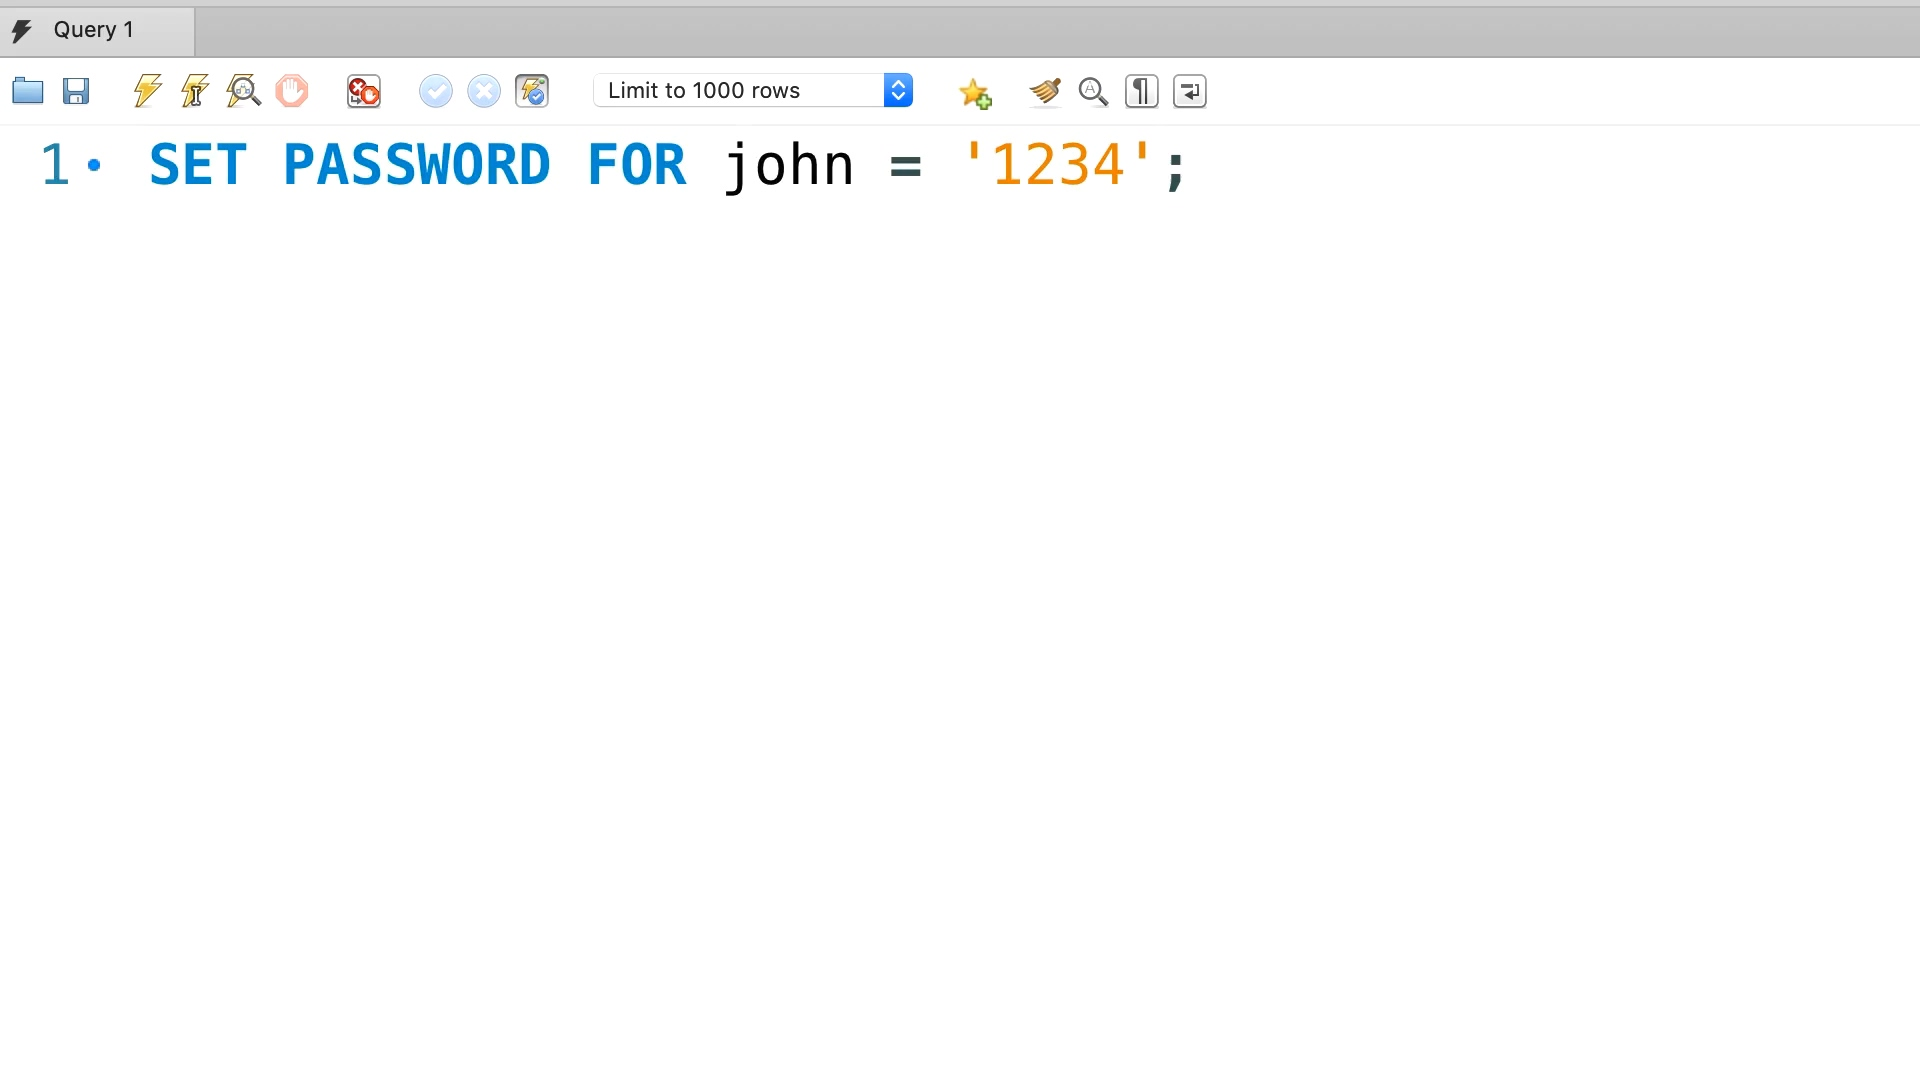 Query 1
Limit to 1000 rows
1 SET PASSWORD FOR john = '1234';